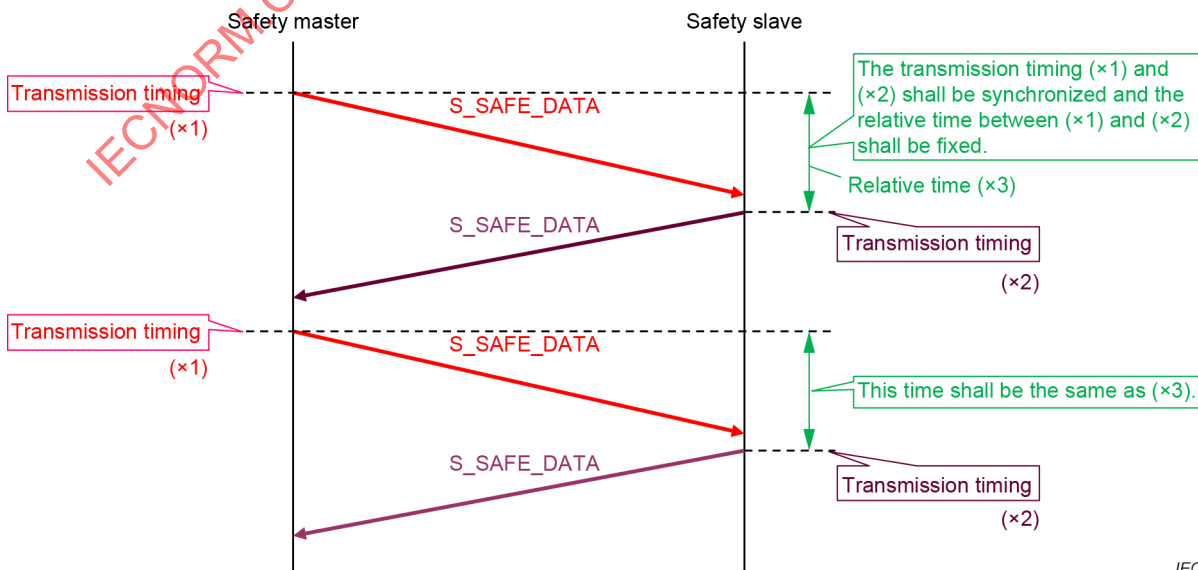 Safety master
Safety slave
IECNORM.C
Transmission timing
(×1)
S_SAFE_DATA
The transmission timing (×1) and
(×2) shall be synchronized and the
relative time between (×1) and (×2)
shall be fixed.
Relative time (×3)
S_SAFE_DATA
Transmission timing
(×2)
Transmission timing
(×1)
S_SAFE_DATA
This time shall be the same as (×3).
S_SAFE_DATA
Transmission timing
(×2)
IEC